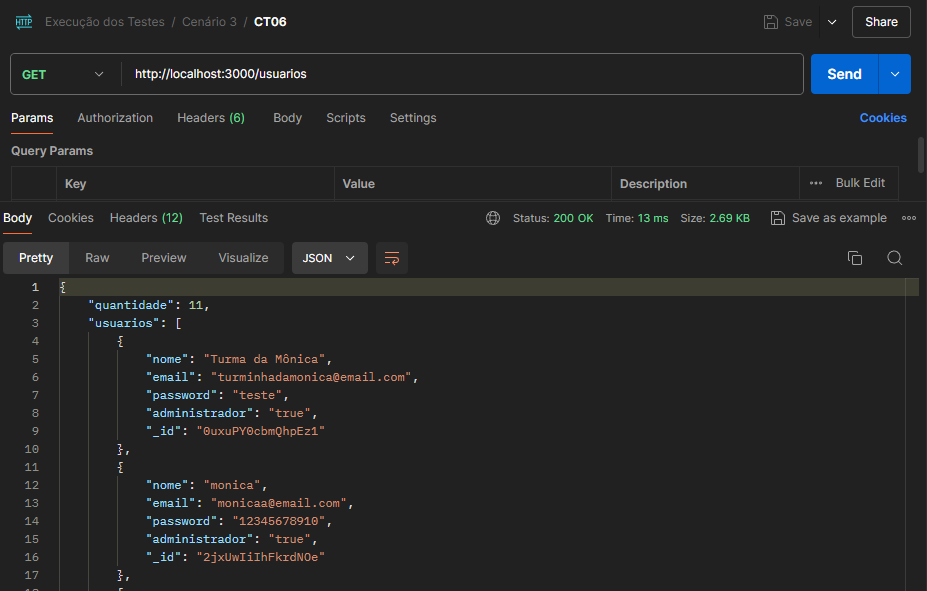 HTTP Execução dos Testes / Cenário 3 / CT06 Save Share
GET http://localhost:3000/usuarios Send
Params Authorization Headers (6) Body Scripts Settings Cookies
Query Params
Key Value Description ••• Bulk Edit
Body Cookies Headers (12) Test Results Status: 200 OK Time: 13 ms Size: 2.69 KB Save as example
Pretty Raw Preview Visualize JSON
1 {
2 "quantidade": 11,
3 "usuarios": [
4 {
5 "nome": "Turma da Mônica",
6 "email": "turminhadamonica@email.com",
7 "password": "teste",
8 "administrador": "true",
9 "_id": "0uxuPY0cbmQhpEz1"
10 },
11 {
12 "nome": "monica",
13 "email": "monicaa@email.com",
14 "password": "12345678910",
15 "administrador": "true",
16 "_id": "2jxUwIiIhFkrdNOe"
17 },